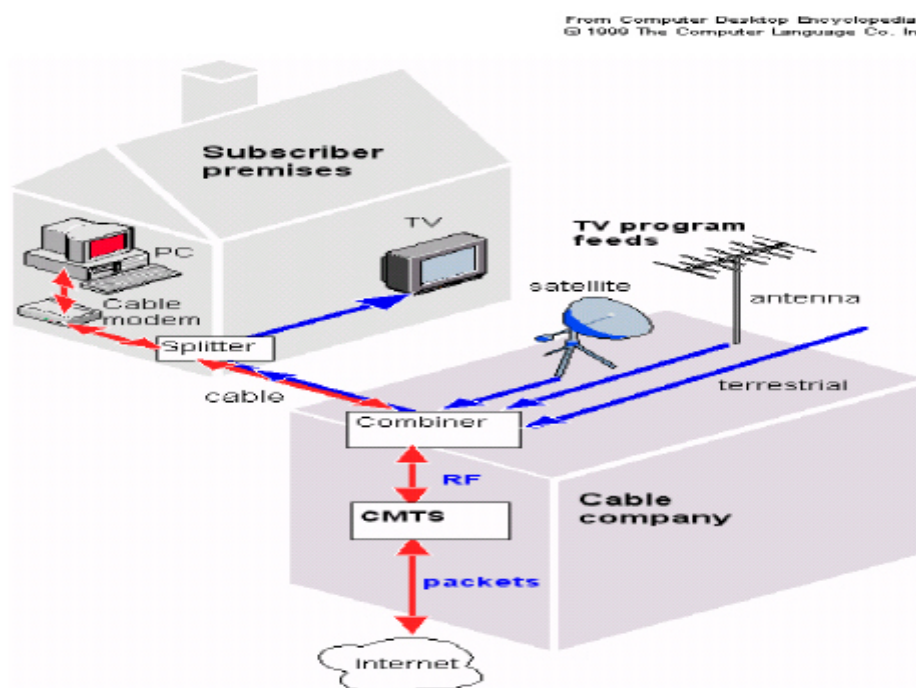 From Computer Desktop Encyclopedia
© 1999 The Computer Language Co. In
Subscriber
premises
TV
PC
TV program
feeds
Cable
modem
satellite
antenna
Splitter
terrestrial
cable
Combiner
RF
Cable
company
CMTS
packets
Internet